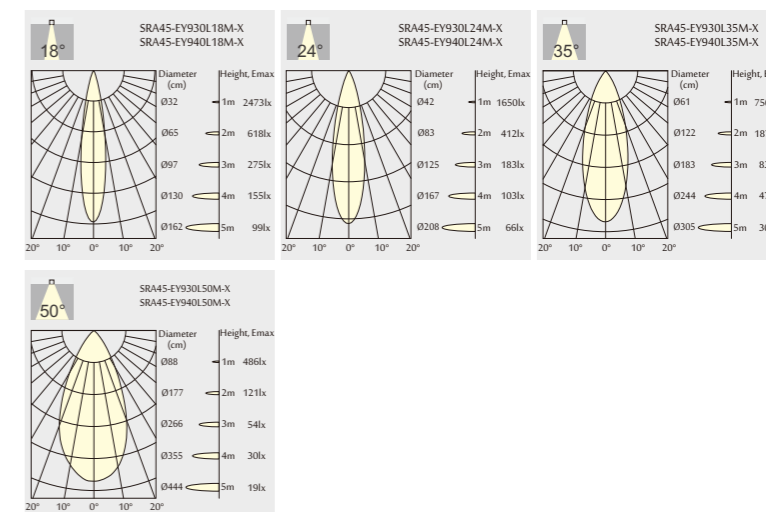 18°
SRA45-EY930L18M-X
SRA45-EY940L18M-X
Diameter Height, Emax
(cm)
Ø32 1m 2473lx
Ø65 2m 618lx
Ø97 3m 275lx
Ø130 4m 155lx
Ø162 5m 99lx
20° 10° 0° 10° 20°
24°
SRA45-EY930L24M-X
SRA45-EY940L24M-X
Diameter Height, Emax
(cm)
Ø42 1m 1650lx
Ø83 2m 412lx
Ø125 3m 183lx
Ø167 4m 103lx
Ø208 5m 66lx
20° 10° 0° 10° 20°
35°
SRA45-EY930L35M-X
SRA45-EY940L35M-X
Diameter Height,
(cm)
Ø61 1m
Ø122 2m
Ø183 3m
Ø244 4m
Ø305 5m
20° 10° 0° 10° 20°
50°
SRA45-EY930L50M-X
SRA45-EY940L50M-X
Diameter Height, Emax
(cm)
Ø88 1m 486lx
Ø177 2m 121lx
Ø266 3m 54lx
Ø355 4m 30lx
Ø444 5m 19lx
20° 10° 0° 10° 20°